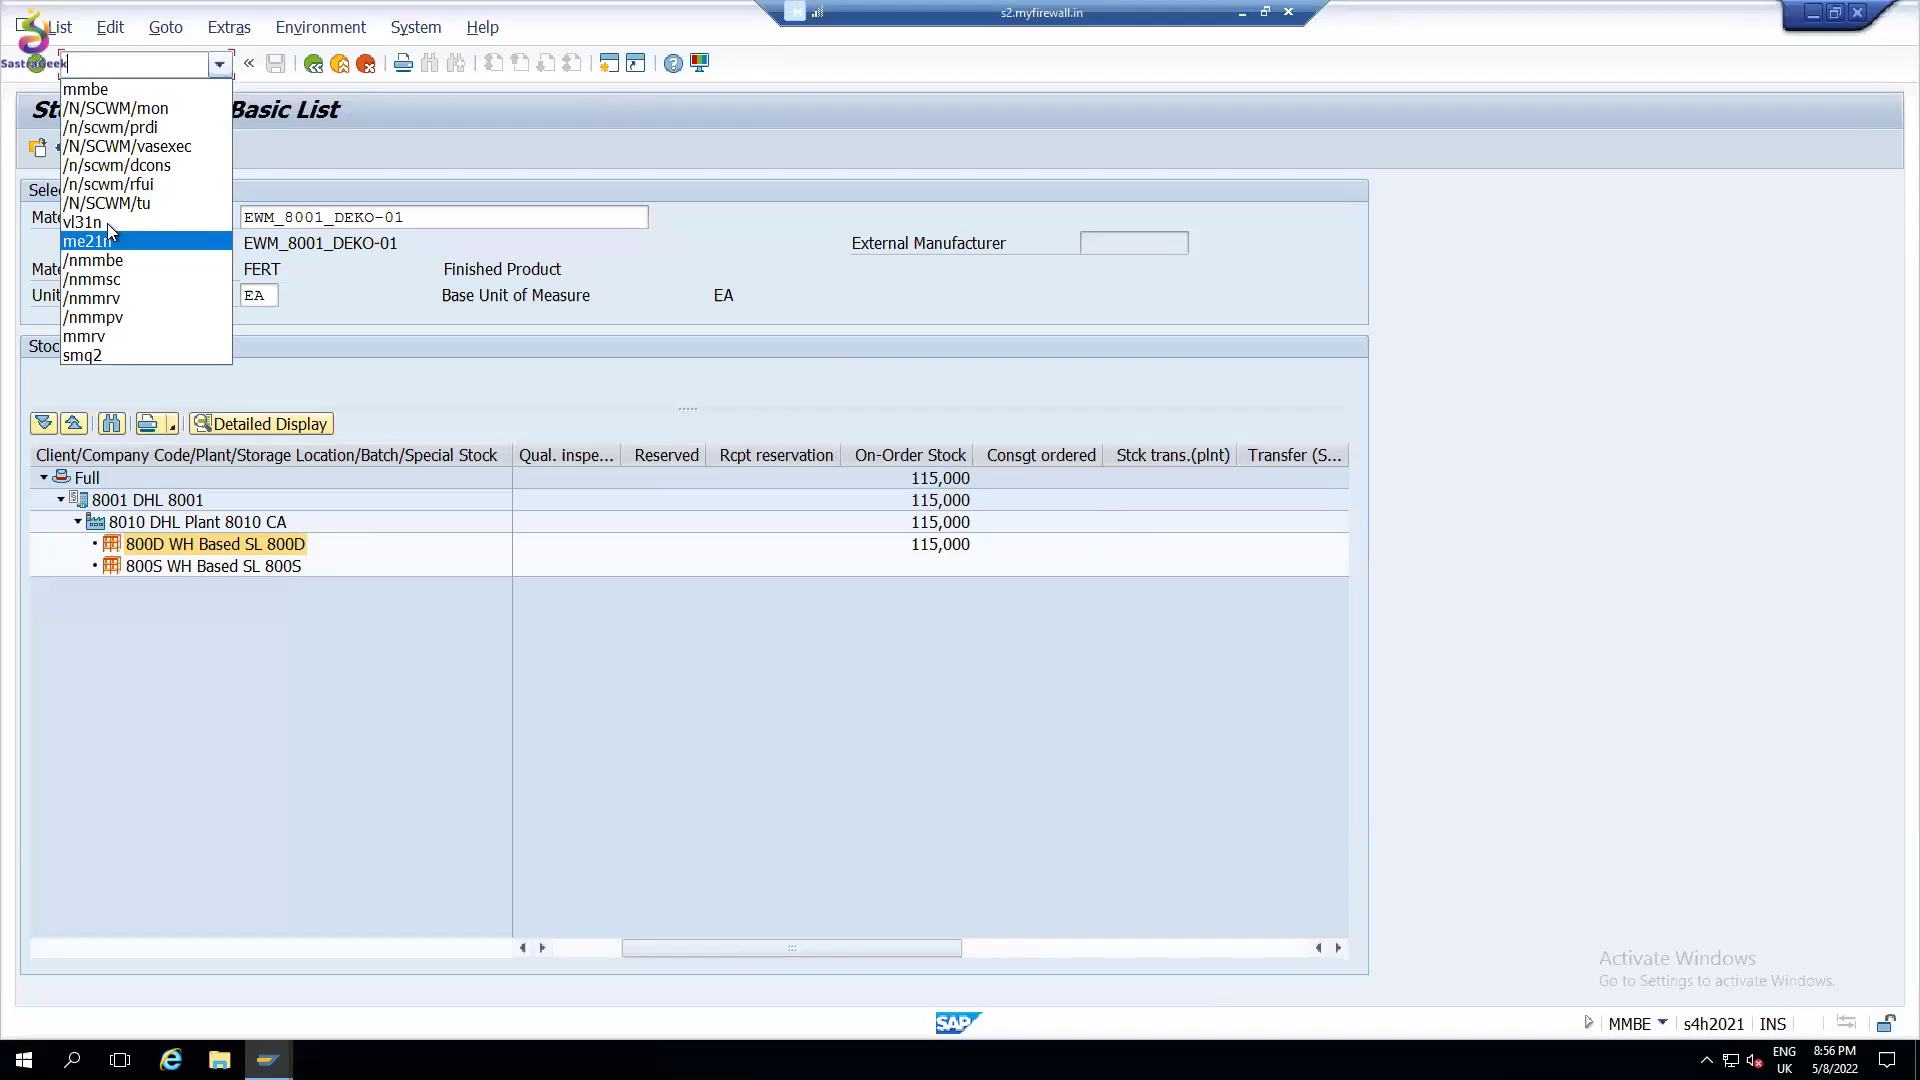 s2.myfirewall.in
List Edit Goto Extras Environment System Help
SastraGeek
mmbe
/N/SCWM/mon
/n/scwm/prdi
/N/SCWM/vasexec
/n/scwm/dcons
/n/scwm/rfui
/N/SCWM/tu
vl31n
me21n
/nmmbe
/nmmsc
/nmmrv
/nmmpv
mmrv
smq2
Basic List
EWM_8001_DEKO-01
EWM_8001_DEKO-01 External Manufacturer
FERT Finished Product
EA Base Unit of Measure EA
Detailed Display
Client/Company Code/Plant/Storage Location/Batch/Special Stock Qual. inspe... Reserved Rcpt reservation On-Order Stock Consgt ordered Stck trans.(plnt) Transfer (S...
Full 115,000
8001 DHL 8001 115,000
8010 DHL Plant 8010 CA 115,000
800D WH Based SL 800D 115,000
800S WH Based SL 800S
Activate Windows
Go to Settings to activate Windows.
SAP
MMBE s4h2021 INS
ENG 8:56 PM
UK 5/8/2022